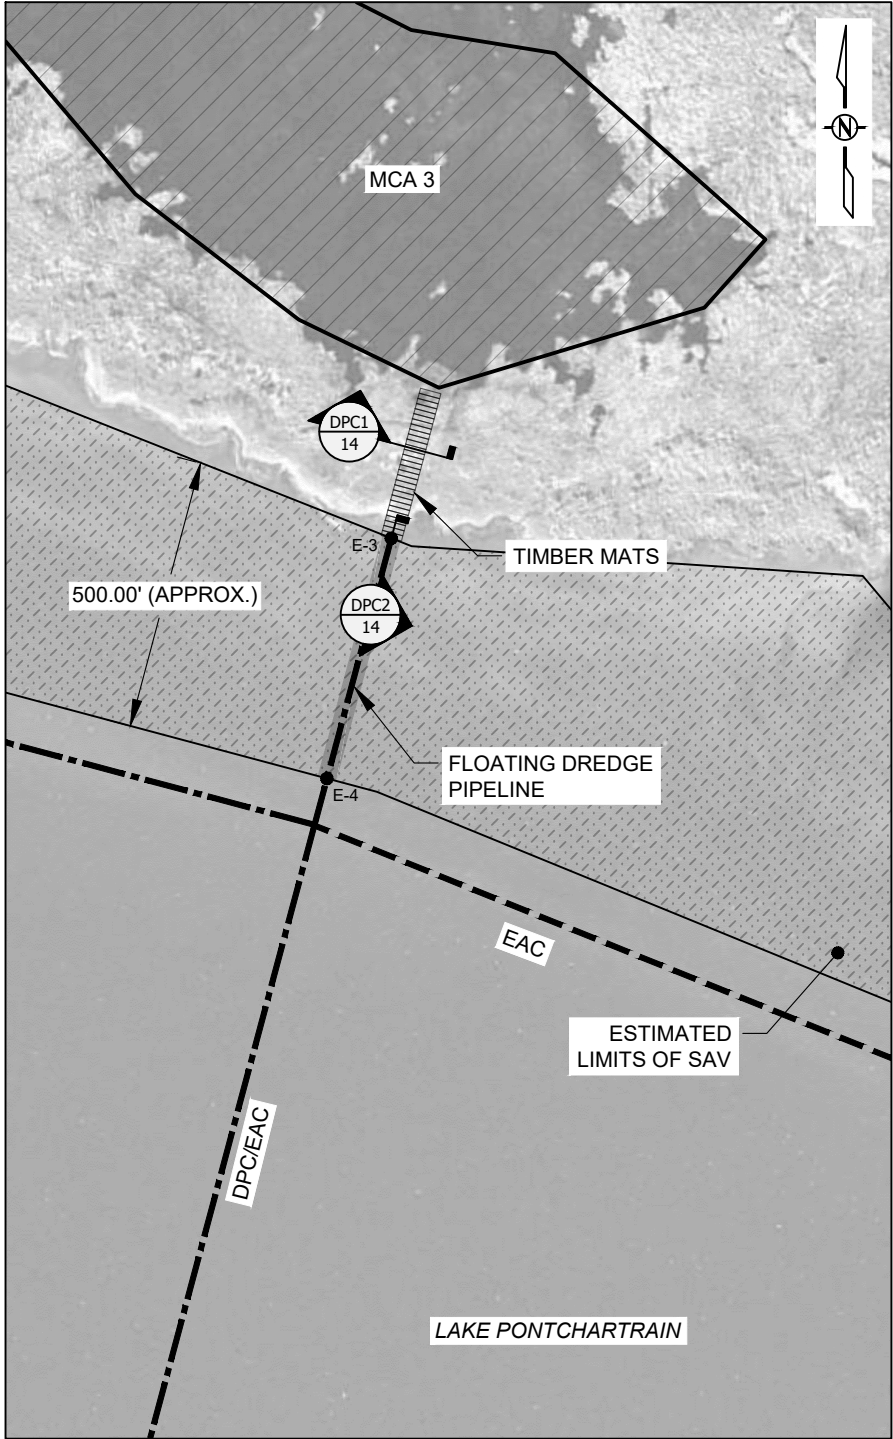 N
MCA 3
DPC1
14
E-3
TIMBER MATS
500.00' (APPROX.)
DPC2
14
FLOATING DREDGE
PIPELINE
E-4
EAC
ESTIMATED
LIMITS OF SAV
DPC/EAC
LAKE PONTCHARTRAIN